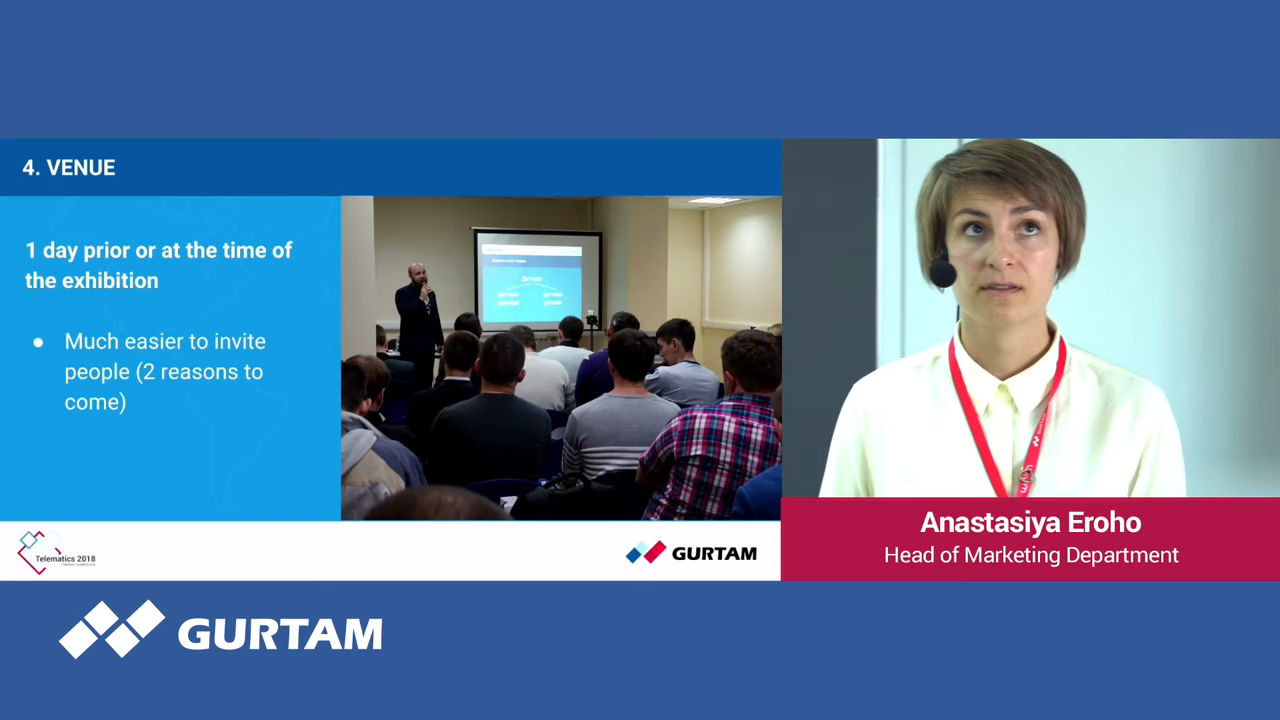 4. VENUE
1 day prior or at the time of
the exhibition
● Much easier to invite
people (2 reasons to
come)
Telematics 2018
GURTAM
Anastasiya Eroho
Head of Marketing Department
GURTAM